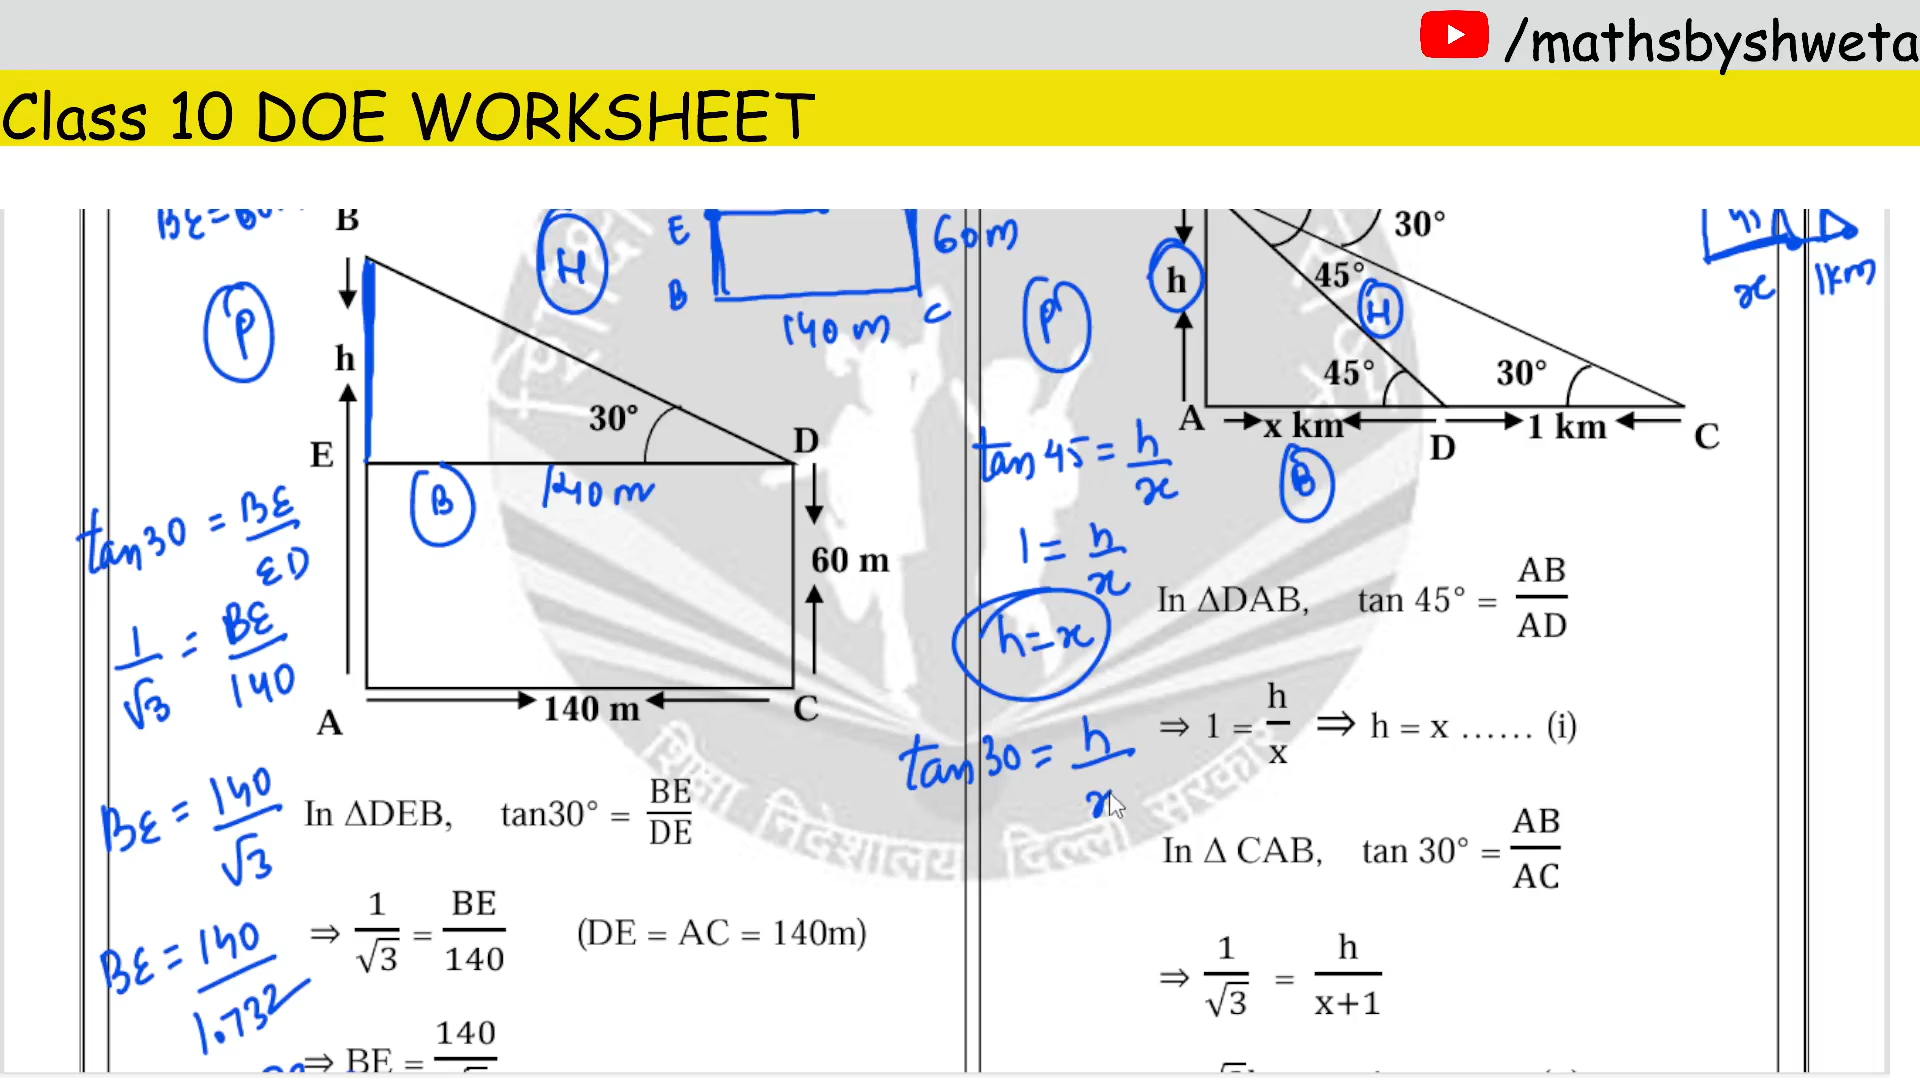 /mathsbyshweta
Class 10 DOE WORKSHEET
B
h
P
H
30°
E
D
B
140 m
60 m
A
140 m
C
tan30 = BE/ED
1/√3 = BE/140
BE = 140/√3
BE = 140/1.732
In ΔDEB, tan30° = BE/DE
⇒ 1/√3 = BE/140 (DE = AC = 140m)
⇒ BE = 140
E
60m
B
140 m
C
P
30°
h
45°
H
45°
30°
A
x km
D
1 km
C
B
x
1km
tan 45 = h/x
1 = h/x
h = x
tan 30 = h/x
In ΔDAB, tan 45° = AB/AD
⇒ 1 = h/x ⇒ h = x ...... (i)
In Δ CAB, tan 30° = AB/AC
⇒ 1/√3 = h/x+1
शिक्षा निदेशालय दिल्ली सरकार